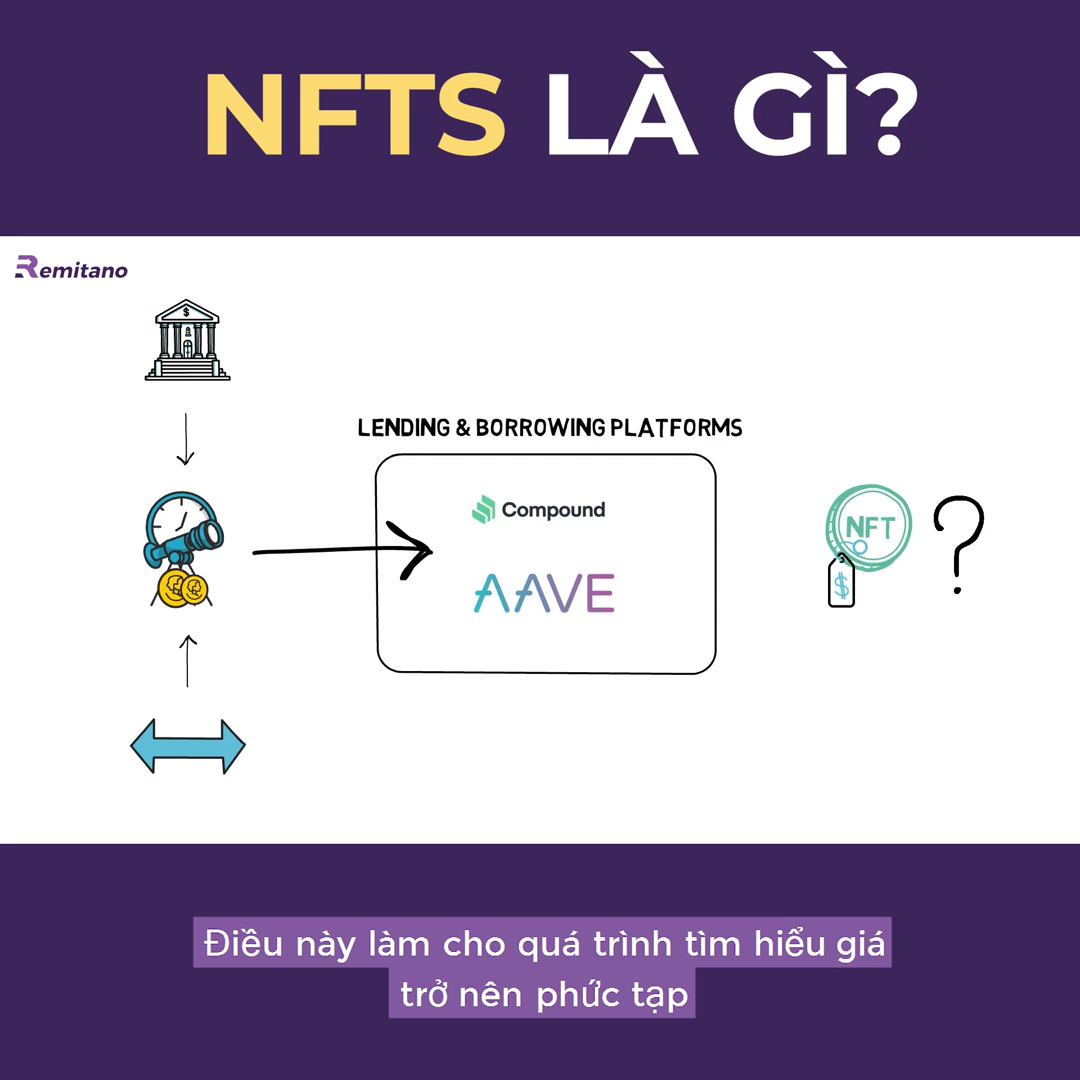 NFTS LÀ GÌ?
Remitano
$
LENDING & BORROWING PLATFORMS
Compound
AAVE
NFT
?
$
Điều này làm cho quá trình tìm hiểu giá
trở nên phức tạp